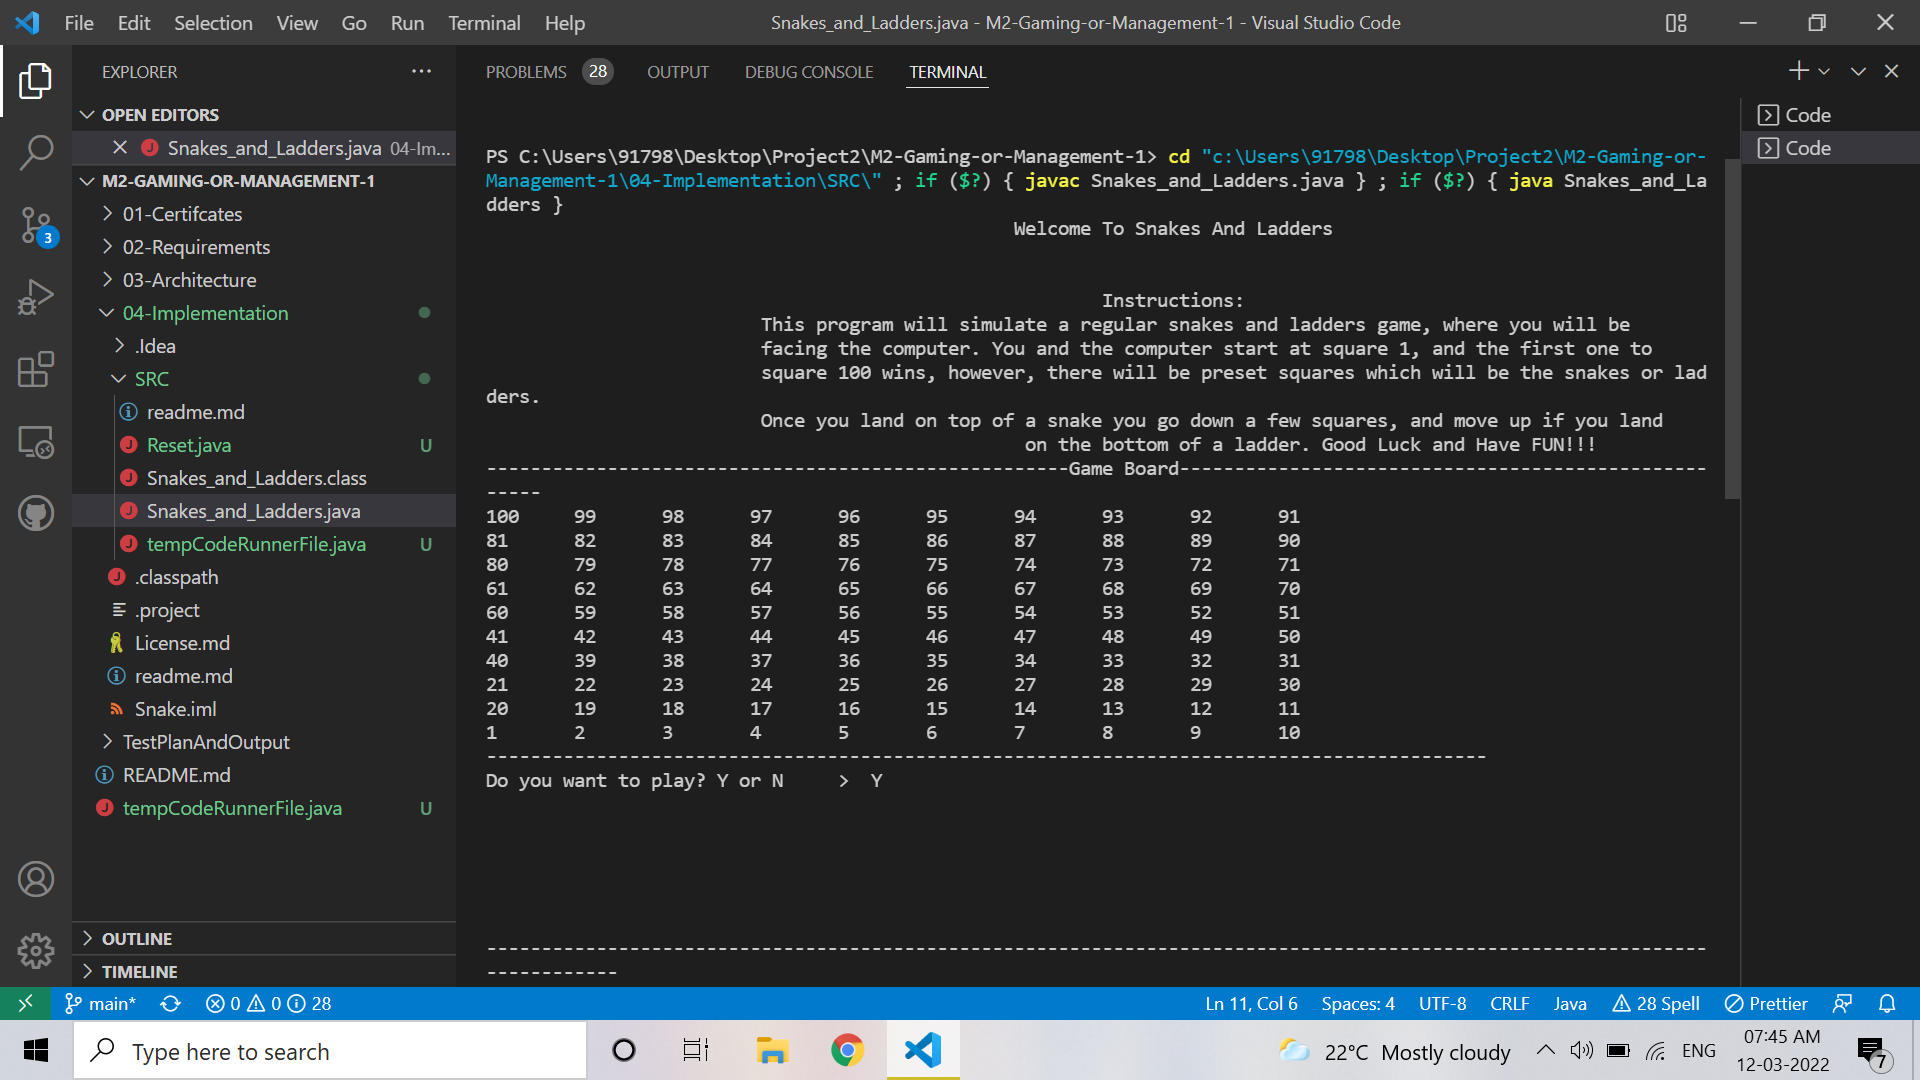 File Edit Selection View Go Run Terminal Help
Snakes_and_Ladders.java - M2-Gaming-or-Management-1 - Visual Studio Code
EXPLORER
OPEN EDITORS
Snakes_and_Ladders.java 04-Im...
M2-GAMING-OR-MANAGEMENT-1
01-Certifcates
02-Requirements
03-Architecture
04-Implementation
.Idea
SRC
readme.md
Reset.java U
Snakes_and_Ladders.class
Snakes_and_Ladders.java
tempCodeRunnerFile.java U
.classpath
.project
License.md
readme.md
Snake.iml
TestPlanAndOutput
README.md
tempCodeRunnerFile.java U
OUTLINE
TIMELINE
3
PROBLEMS 28 OUTPUT DEBUG CONSOLE TERMINAL
Code
Code
PS C:\Users\91798\Desktop\Project2\M2-Gaming-or-Management-1> cd "c:\Users\91798\Desktop\Project2\M2-Gaming-or-
Management-1\04-Implementation\SRC\" ; if ($?) { javac Snakes_and_Ladders.java } ; if ($?) { java Snakes_and_La
dders }
Welcome To Snakes And Ladders
Instructions:
This program will simulate a regular snakes and ladders game, where you will be
facing the computer. You and the computer start at square 1, and the first one to
square 100 wins, however, there will be preset squares which will be the snakes or lad
ders.
Once you land on top of a snake you go down a few squares, and move up if you land
on the bottom of a ladder. Good Luck and Have FUN!!!
-----------------------------------------------------Game Board------------------------------------------------
-----
100 99 98 97 96 95 94 93 92 91
81 82 83 84 85 86 87 88 89 90
80 79 78 77 76 75 74 73 72 71
61 62 63 64 65 66 67 68 69 70
60 59 58 57 56 55 54 53 52 51
41 42 43 44 45 46 47 48 49 50
40 39 38 37 36 35 34 33 32 31
21 22 23 24 25 26 27 28 29 30
20 19 18 17 16 15 14 13 12 11
1 2 3 4 5 6 7 8 9 10
-------------------------------------------------------------------------------------------
Do you want to play? Y or N > Y
---------------------------------------------------------------------------------------------------------------
------------
main* 0 0 28 Ln 11, Col 6 Spaces: 4 UTF-8 CRLF Java 28 Spell Prettier
Type here to search
22°C Mostly cloudy ENG
07:45 AM
12-03-2022
7